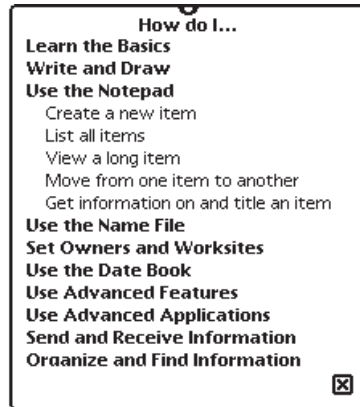 How do I...
Learn the Basics
Write and Draw
Use the Notepad
Create a new item
List all items
View a long item
Move from one item to another
Get information on and title an item
Use the Name File
Set Owners and Worksites
Use the Date Book
Use Advanced Features
Use Advanced Applications
Send and Receive Information
Organize and Find Information